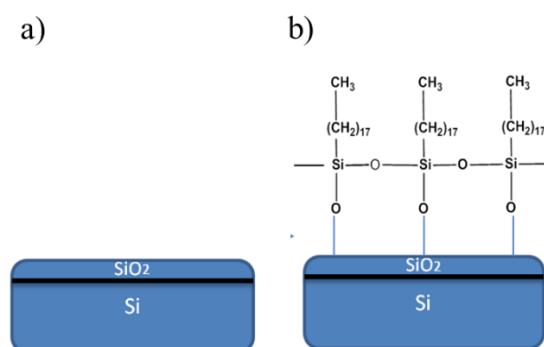 a)
b)
CH₃ CH₃ CH₃
(CH₂)₁₇ (CH₂)₁₇ (CH₂)₁₇
Si O Si O Si
O O O
SiO₂ SiO₂
Si Si